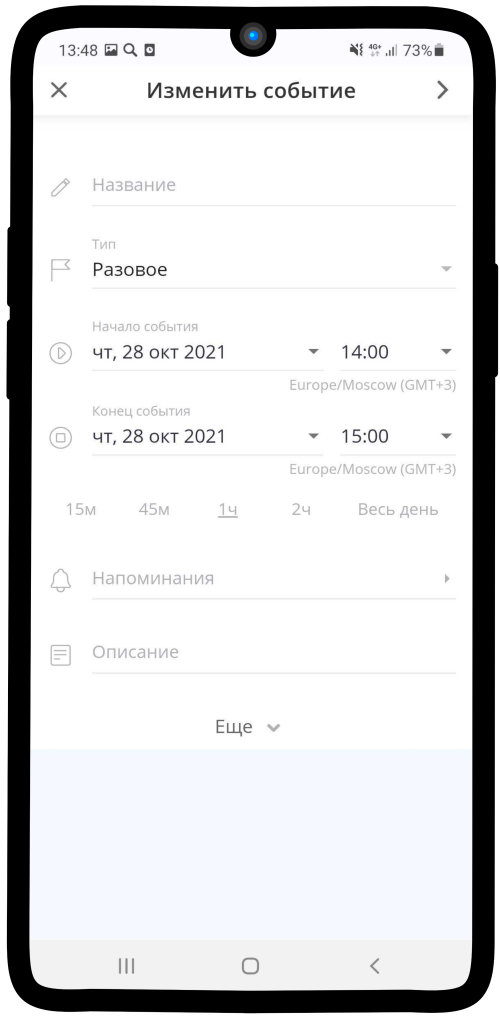 13:48 4G+ 73%
Изменить событие
Название
Тип
Разовое
Начало события
чт, 28 окт 2021 14:00
Europe/Moscow (GMT+3)
Конец события
чт, 28 окт 2021 15:00
Europe/Moscow (GMT+3)
15м 45м 1ч 2ч Весь день
Напоминания
Описание
Еще